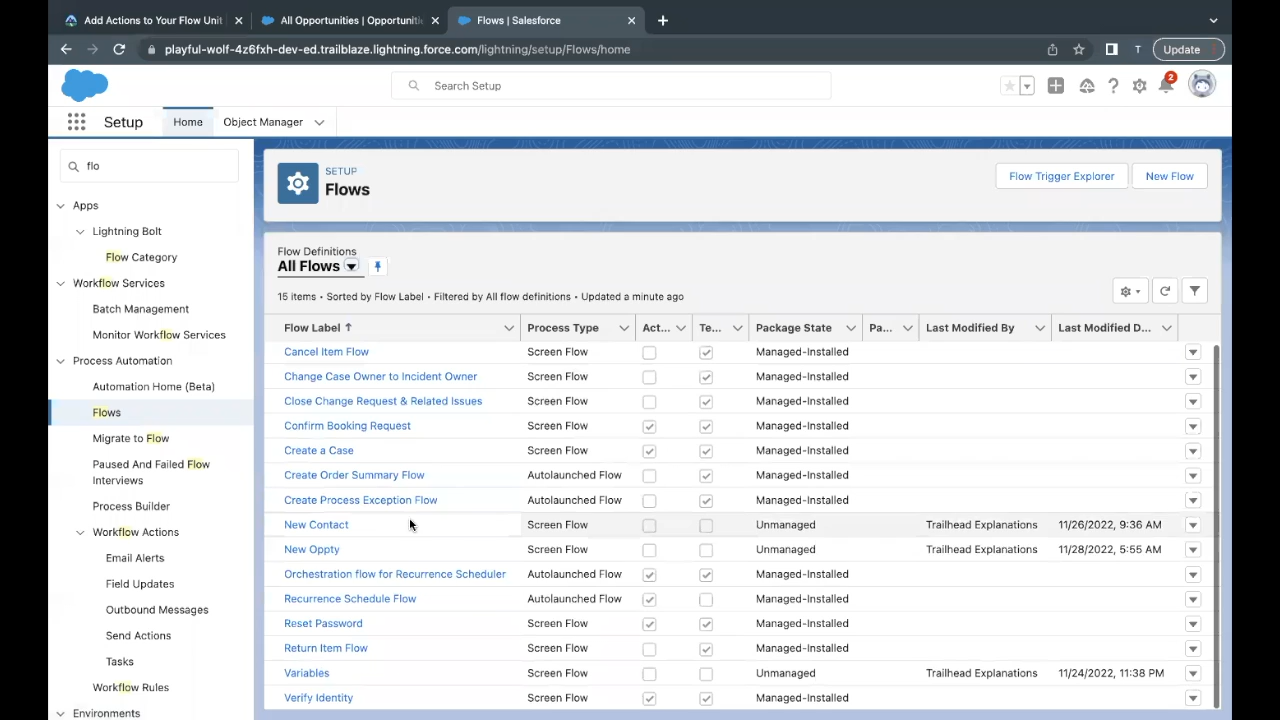 Add Actions to Your Flow Unit
All Opportunities | Opportunitie
Flows | Salesforce
playful-wolf-4z6fxh-dev-ed.trailblaze.lightning.force.com/lightning/setup/Flows/home
T
Update
Search Setup
2
Setup
Home
Object Manager
flo
Apps
Lightning Bolt
Flow Category
Workflow Services
Batch Management
Monitor Workflow Services
Process Automation
Automation Home (Beta)
Flows
Migrate to Flow
Paused And Failed Flow
Interviews
Process Builder
Workflow Actions
Email Alerts
Field Updates
Outbound Messages
Send Actions
Tasks
Workflow Rules
Environments
SETUP
Flows
Flow Trigger Explorer
New Flow
Flow Definitions
All Flows
15 items • Sorted by Flow Label • Filtered by All flow definitions • Updated a minute ago
Flow Label ↑ Process Type Act... Te... Package State Pa... Last Modified By Last Modified D...
Cancel Item Flow Screen Flow Managed-Installed
Change Case Owner to Incident Owner Screen Flow Managed-Installed
Close Change Request & Related Issues Screen Flow Managed-Installed
Confirm Booking Request Screen Flow Managed-Installed
Create a Case Screen Flow Managed-Installed
Create Order Summary Flow Autolaunched Flow Managed-Installed
Create Process Exception Flow Autolaunched Flow Managed-Installed
New Contact Screen Flow Unmanaged Trailhead Explanations 11/26/2022, 9:36 AM
New Oppty Screen Flow Unmanaged Trailhead Explanations 11/28/2022, 5:55 AM
Orchestration flow for Recurrence Scheduler Autolaunched Flow Managed-Installed
Recurrence Schedule Flow Autolaunched Flow Managed-Installed
Reset Password Screen Flow Managed-Installed
Return Item Flow Screen Flow Managed-Installed
Variables Screen Flow Unmanaged Trailhead Explanations 11/24/2022, 11:38 PM
Verify Identity Screen Flow Managed-Installed